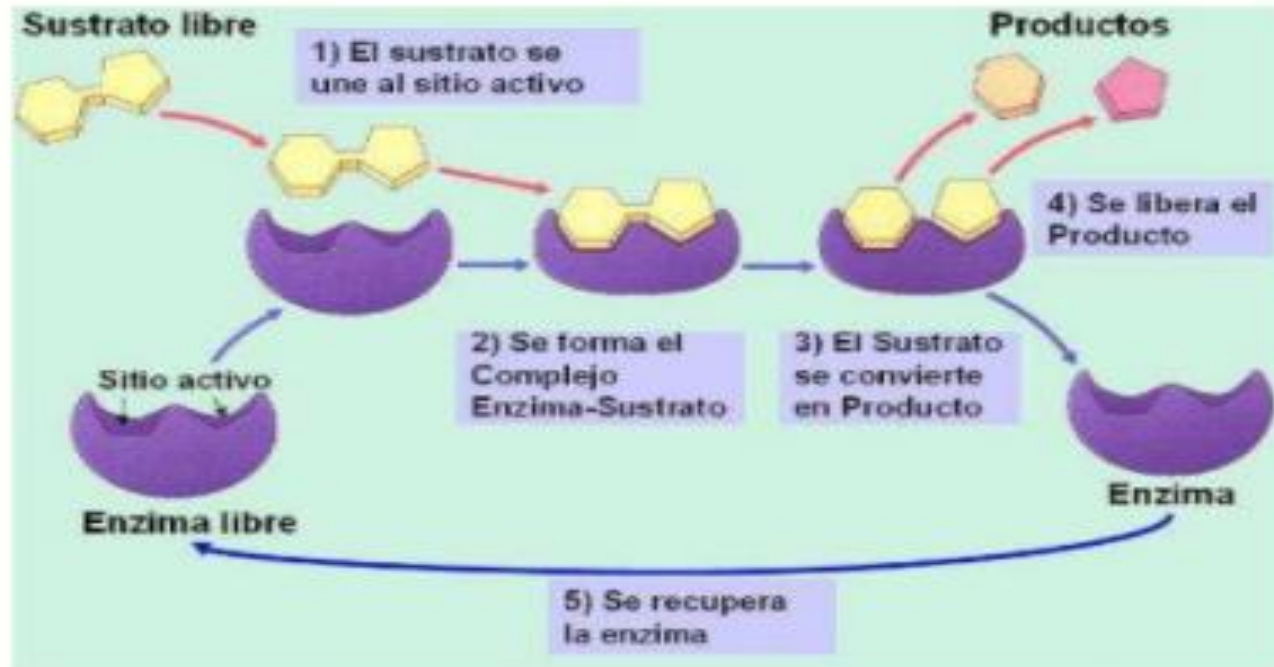 Sustrato libre
1) El sustrato se
une al sitio activo
Productos
4) Se libera el
Producto
2) Se forma el
Complejo
Enzima-Sustrato
3) El Sustrato
se convierte
en Producto
Sitio activo
Enzima libre
Enzima
5) Se recupera
la enzima